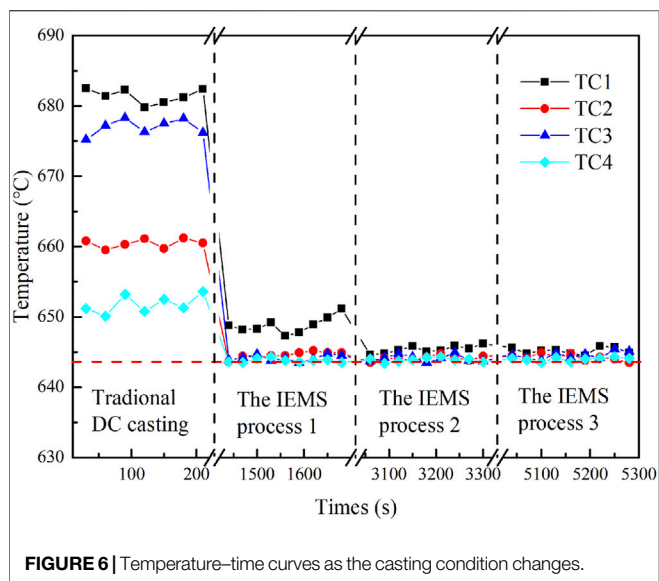 690
680
670
660
650
640
630
Temperature (°C)
TC1
TC2
TC3
TC4
Tradional
DC casting
The IEMS
process 1
The IEMS
process 2
The IEMS
process 3
100 200 1500 1600 3100 3200 3300 5100 5200 5300
Times (s)
FIGURE 6 | Temperature–time curves as the casting condition changes.